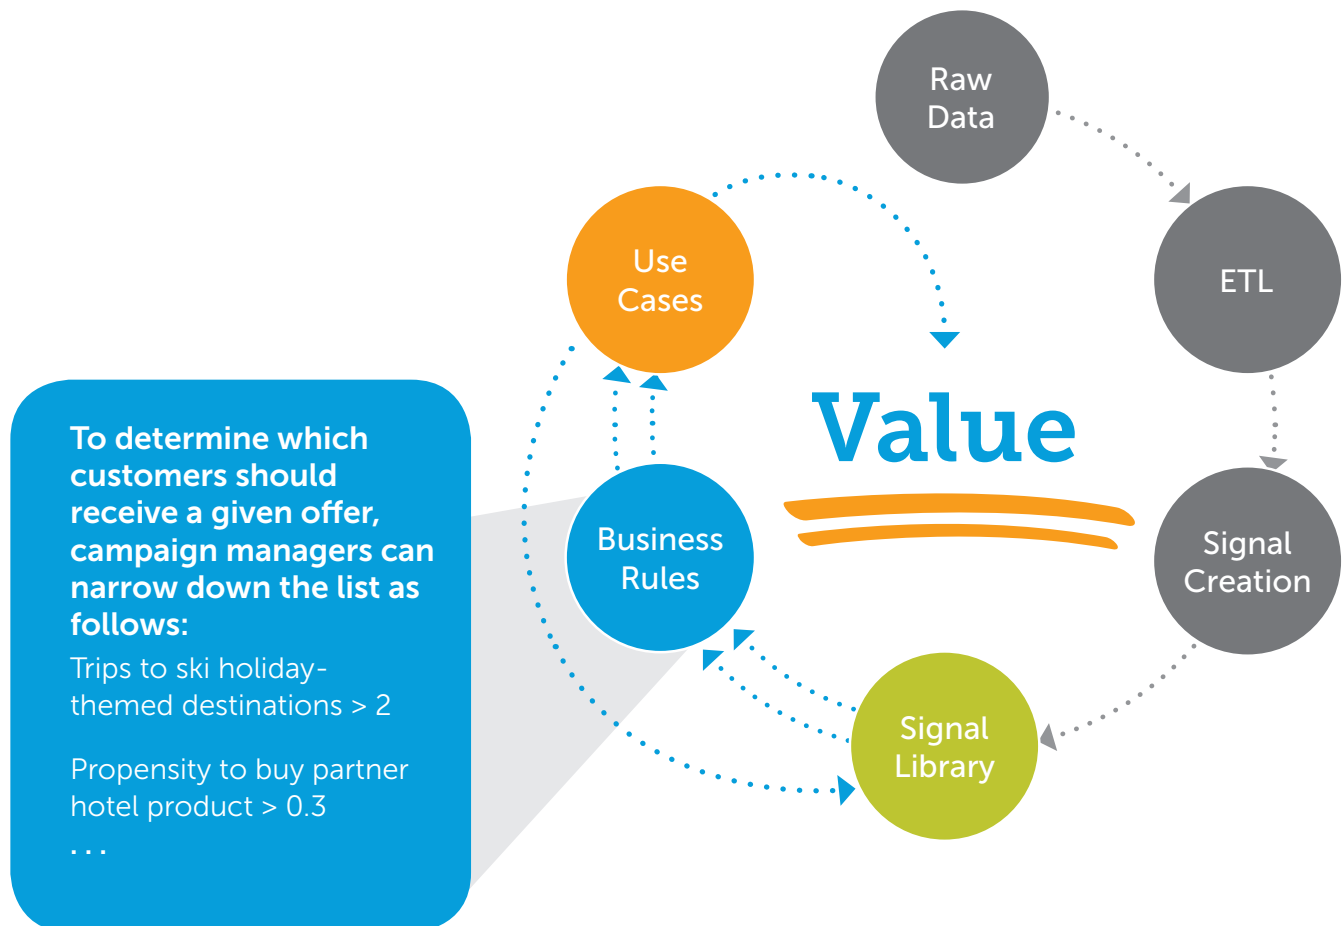 Raw
Data
ETL
Signal
Creation
Signal
Library
Business
Rules
Use
Cases
Value
To determine which
customers should
receive a given offer,
campaign managers can
narrow down the list as
follows:
Trips to ski holiday-
themed destinations > 2
Propensity to buy partner
hotel product > 0.3
. . .